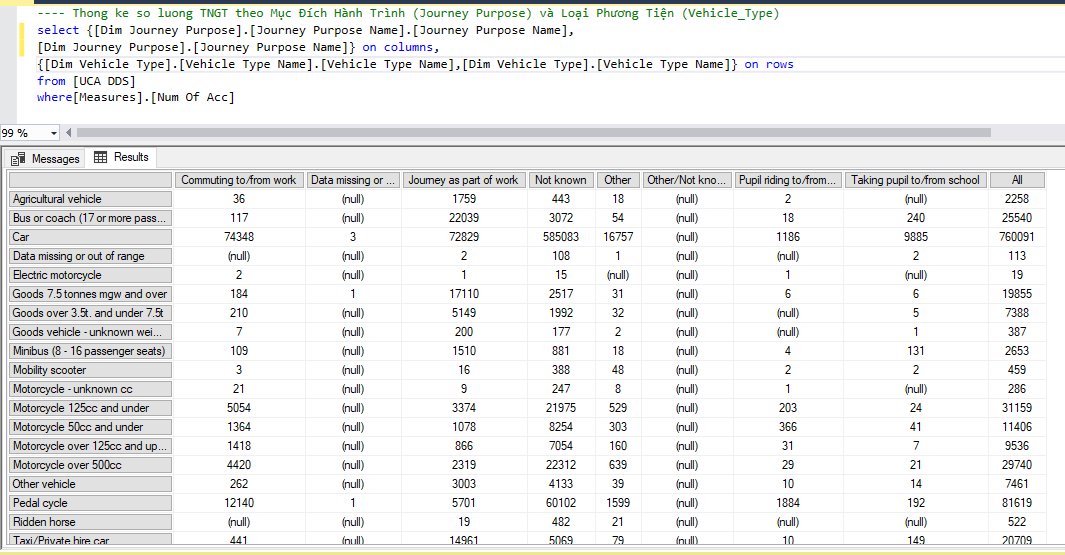 ---- Thong ke so luong TNGT theo Mục Đích Hành Trình (Journey Purpose) và Loại Phương Tiện (Vehicle_Type)
select {[Dim Journey Purpose].[Journey Purpose Name].[Journey Purpose Name],
[Dim Journey Purpose].[Journey Purpose Name]} on columns,
{[Dim Vehicle Type].[Vehicle Type Name].[Vehicle Type Name],[Dim Vehicle Type].[Vehicle Type Name]} on rows
from [UCA DDS]
where[Measures].[Num Of Acc]
99 %
Messages Results
Commuting to/from work Data missing or ... Journey as part of work Not known Other Other/Not kno... Pupil riding to/from... Taking pupil to/from school All
Agricultural vehicle 36 (null) 1759 443 18 (null) 2 (null) 2258
Bus or coach (17 or more pass... 117 (null) 22039 3072 54 (null) 18 240 25540
Car 74348 3 72829 585083 16757 (null) 1186 9885 760091
Data missing or out of range (null) (null) 2 108 1 (null) (null) 2 113
Electric motorcycle 2 (null) 1 15 (null) (null) 1 (null) 19
Goods 7.5 tonnes mgw and over 184 1 17110 2517 31 (null) 6 6 19855
Goods over 3.5t. and under 7.5t 210 (null) 5149 1992 32 (null) (null) 5 7388
Goods vehicle - unknown wei... 7 (null) 200 177 2 (null) (null) 1 387
Minibus (8 - 16 passenger seats) 109 (null) 1510 881 18 (null) 4 131 2653
Mobility scooter 3 (null) 16 388 48 (null) 2 2 459
Motorcycle - unknown cc 21 (null) 9 247 8 (null) 1 (null) 286
Motorcycle 125cc and under 5054 (null) 3374 21975 529 (null) 203 24 31159
Motorcycle 50cc and under 1364 (null) 1078 8254 303 (null) 366 41 11406
Motorcycle over 125cc and up... 1418 (null) 866 7054 160 (null) 31 7 9536
Motorcycle over 500cc 4420 (null) 2319 22312 639 (null) 29 21 29740
Other vehicle 262 (null) 3003 4133 39 (null) 10 14 7461
Pedal cycle 12140 1 5701 60102 1599 (null) 1884 192 81619
Ridden horse (null) (null) 19 482 21 (null) (null) (null) 522
Taxi/Private hire car 441 (null) 14961 5069 79 (null) 10 149 20709